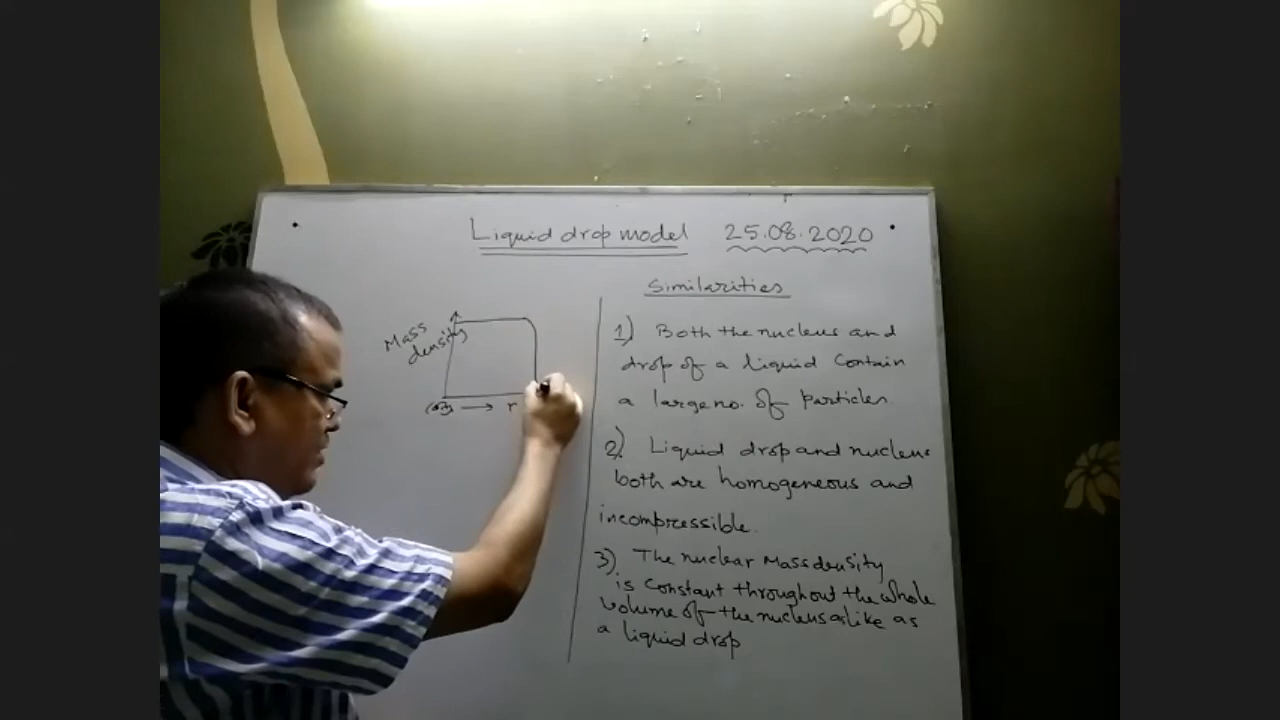 Liquid drop model 25.08.2020
Similarities
Mass
density
(0,0) → r
1) Both the nucleus and
drop of a liquid contain
a large no. of particles.
2) Liquid drop and nucleus
both are homogeneous and
incompressible.
3) The nuclear mass density
is constant throughout the whole
volume of the nucleus alike as
a liquid drop